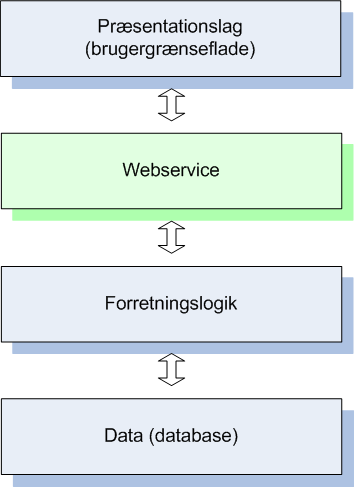 Præsentationslag
(brugergrænseflade)
Webservice
Forretningslogik
Data (database)